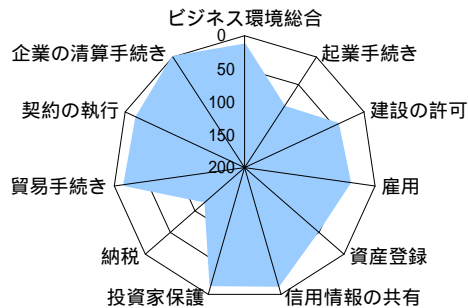 ビジネス環境総合
起業手続き
建設の許可
雇用
資産登録
信用情報の共有
投資家保護
納税
貿易手続き
契約の執行
企業の清算手続き
0
50
100
150
200